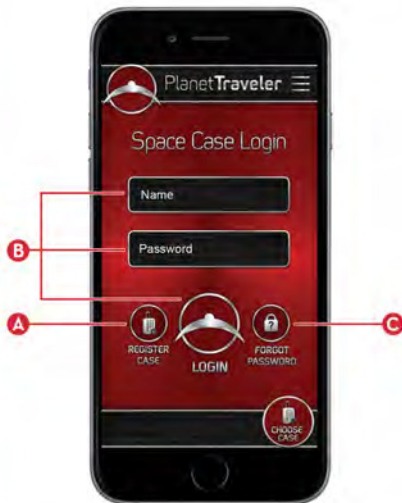 PlanetTraveler
Space Case Login
Name
B
Password
A
C
REGISTER
CASE
LOGIN
FORGOT
PASSWORD
?
CHOOSE
CASE